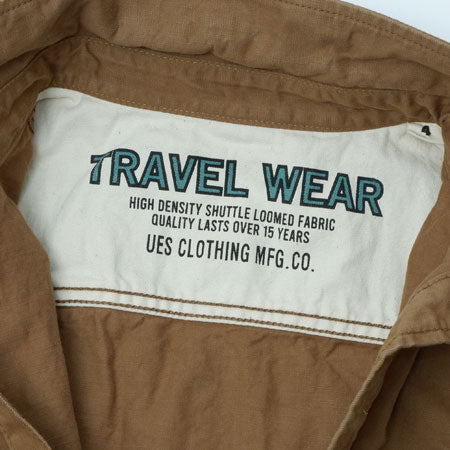 TRAVEL WEAR
HIGH DENSITY SHUTTLE LOOMED FABRIC
QUALITY LASTS OVER 15 YEARS
UES CLOTHING MFG.CO.
4